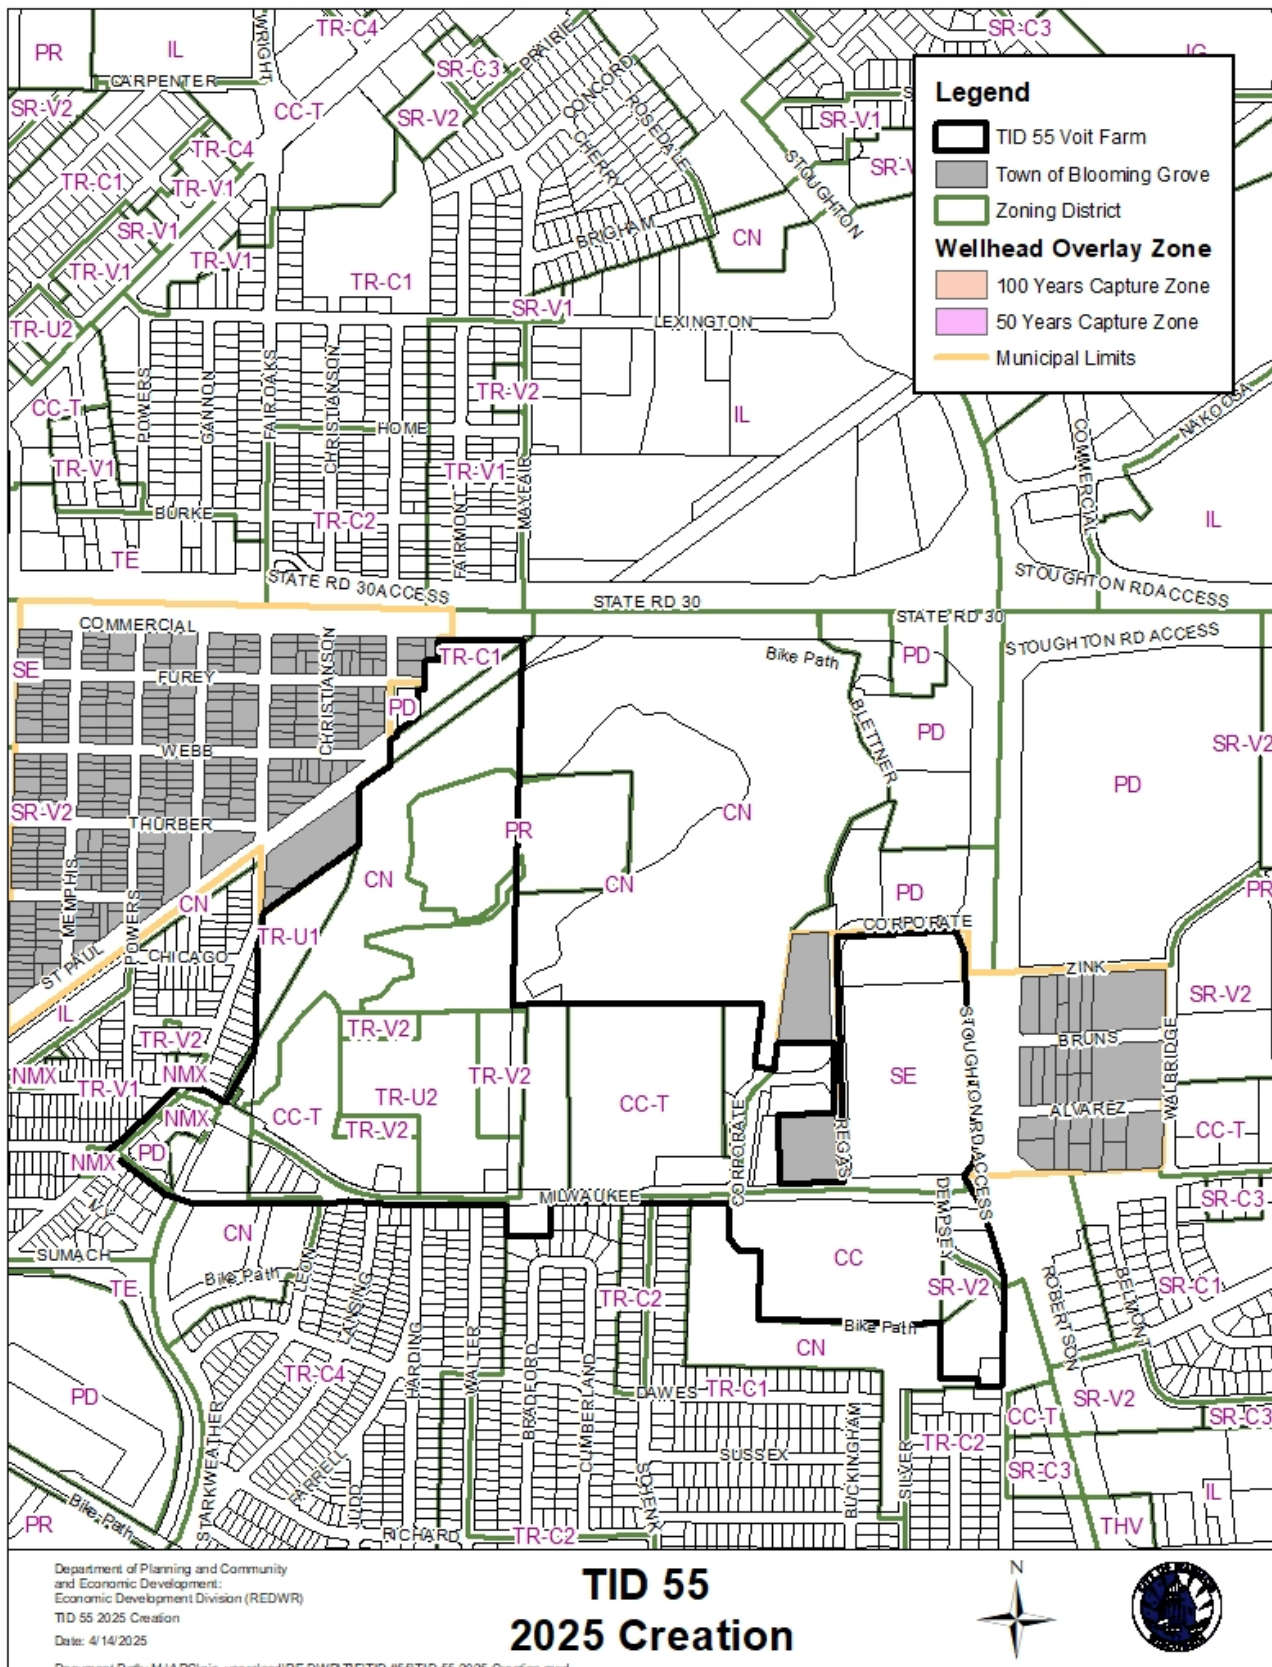 PR
IL
WRIGHT
TR-C4
SR-C3
PRAIRIE
SR-C3
CARPENTER
SR-V2
CC-T
SR-V2
CONCORD
ROSEDALE
SR-V1
TR-C4
CHERRY
STOUGHTON
TR-C1
TR-V1
SR-V1
BRIGHAM
CN
TR-V1
TR-V1
TR-C1
SR-V1
LEXINGTON
TR-U2
Legend
TID 55 Voit Farm
Town of Blooming Grove
Zoning District
Wellhead Overlay Zone
100 Years Capture Zone
50 Years Capture Zone
Municipal Limits
CC-T
POWERS
GANNON
FAIR OAKS
CHRISTIANSON
HOME
TR-V2
IL
COMMERCIAL
NAKOOSA
TR-V1
TR-V1
MAYFAIR
BURKE
TR-C2
FAIRMONT
IL
TE
STATE RD 30 ACCESS
STATE RD 30
STATE RD 30
STOUGHTON RD ACCESS
STOUGHTON RD ACCESS
COMMERCIAL
CHRISTIANSON
SE
FUREY
TR-C1
Bike Path
PD
PD
BLETTNER
PD
WEBB
SR-V2
PD
SR-V2
THURBER
CN
PR
MEMPHIS
POWERS
CN
CN
CN
PD
PR
CORPORATE
TR-U1
ST PAUL
CHICAGO
ZINK
IL
SR-V2
TR-V2
TR-V2
STOUGHTON RD ACCESS
BRUNS
WALBRIDGE
NMX
TR-V1
NMX
TR-V2
TR-U2
CC-T
SE
NMX
CC-T
TR-V2
ALVAREZ
CC-T
CORPORATE
REGAS
NMX
PD
MILWAUKEE
DEMPSEY
SR-C3
CN
SUMACH
Bike Path
LEON
CC
TE
LANSING
TR-C2
SR-V2
ROBERTSON
BELMONT
SR-C1
Bike Path
CN
HARDING
WALTER
BRADFORD
CUMBERLAND
TR-C4
DAWES
TR-C1
PD
STARKWEATHER
CC-T
SR-V2
SR-C3
BUCKINGHAM
SILVER
TR-C2
SUSSEX
FARRELL
JUDD
SCHENK
SR-C3
IL
PR
Bike Path
RICHARD
TR-C2
THV
Department of Planning and Community
and Economic Development:
Economic Development Division (REDWR)
TID 55 2025 Creation
Date: 4/14/2025
TID 55
2025 Creation
N